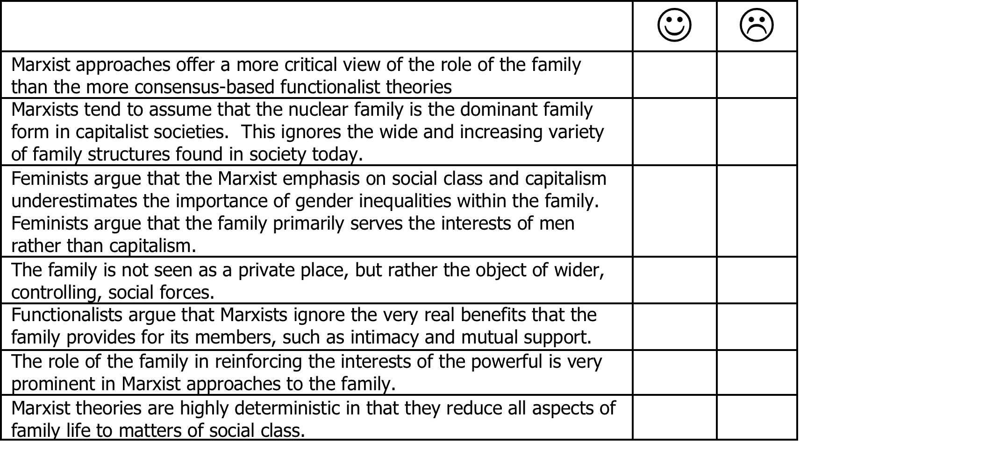 Marxist approaches offer a more critical view of the role of the family
than the more consensus-based functionalist theories
Marxists tend to assume that the nuclear family is the dominant family
form in capitalist societies.  This ignores the wide and increasing variety
of family structures found in society today.
Feminists argue that the Marxist emphasis on social class and capitalism
underestimates the importance of gender inequalities within the family.
Feminists argue that the family primarily serves the interests of men
rather than capitalism.
The family is not seen as a private place, but rather the object of wider,
controlling, social forces.
Functionalists argue that Marxists ignore the very real benefits that the
family provides for its members, such as intimacy and mutual support.
The role of the family in reinforcing the interests of the powerful is very
prominent in Marxist approaches to the family.
Marxist theories are highly deterministic in that they reduce all aspects of
family life to matters of social class.